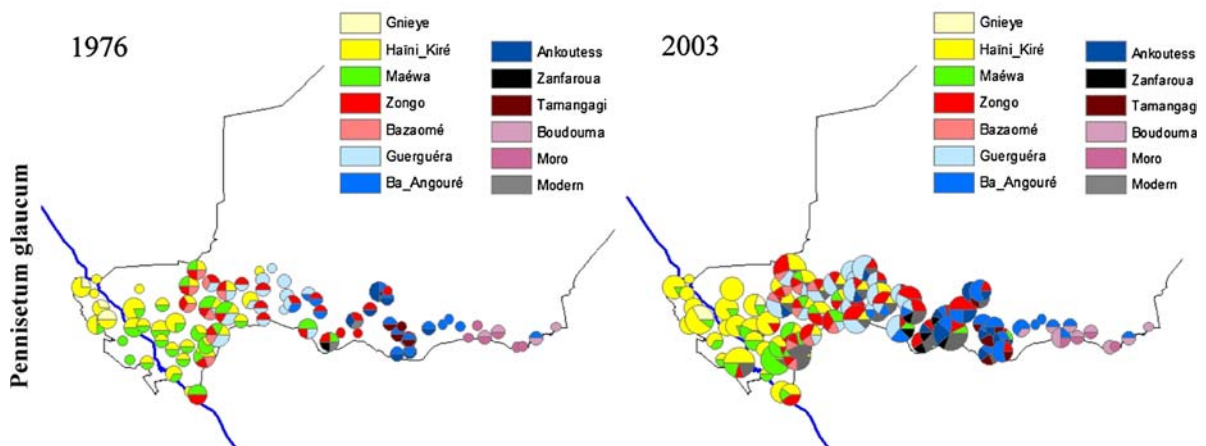 1976
Gnieye
Haïni_Kiré
Maéwa
Zongo
Bazaomé
Guerguéra
Ba_Angouré
Ankoutess
Zanfaroua
Tamangagi
Boudouma
Moro
Modern
2003
Gnieye
Haïni_Kiré
Maéwa
Zongo
Bazaomé
Guerguéra
Ba_Angouré
Ankoutess
Zanfaroua
Tamangag
Boudouma
Moro
Modern
Pennisetum glaucum